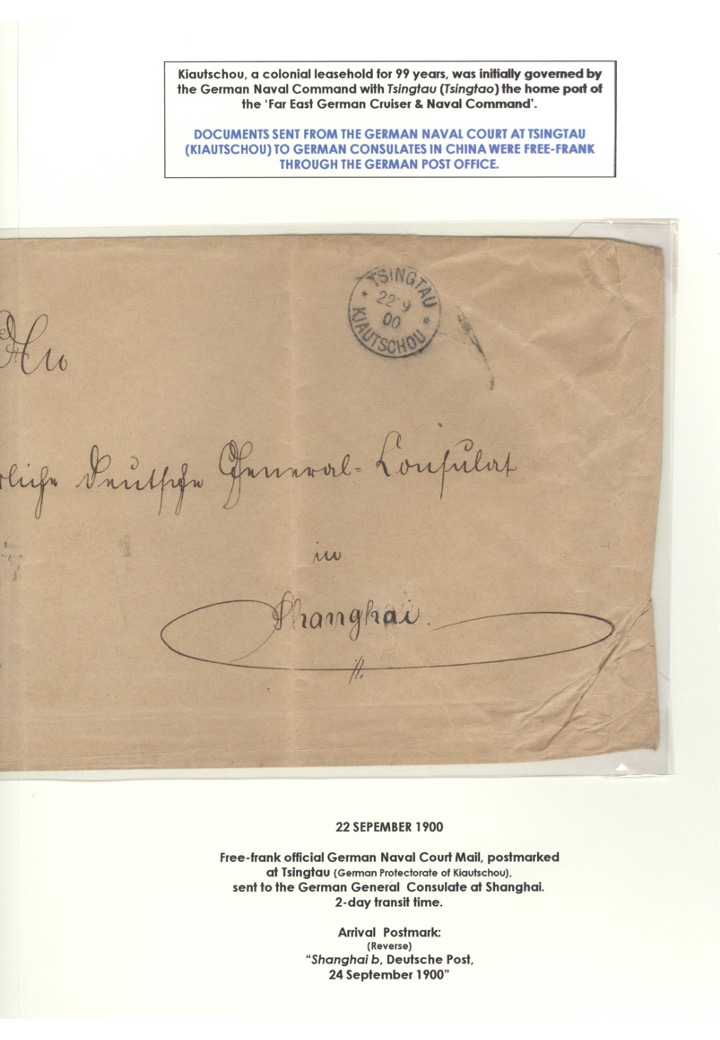 Kiautschou, a colonial leasehold for 99 years, was initially governed by
the German Naval Command with Tsingtau (Tsingtao) the home port of
the ‘Far East German Cruiser & Naval Command’.
DOCUMENTS SENT FROM THE GERMAN NAVAL COURT AT TSINGTAU
(KIAUTSCHOU) TO GERMAN CONSULATES IN CHINA WERE FREE-FRANK
THROUGH THE GERMAN POST OFFICE.
TSINGTAU
22 9
00
* KIAUTSCHOU *
An
rliche Deutsche General-Consulat
in
Shanghai.
22 SEPEMBER 1900
Free-frank official German Naval Court Mail, postmarked
at Tsingtau (German Protectorate of Kiautschou),
sent to the German General Consulate at Shanghai.
2-day transit time.
Arrival Postmark:
(Reverse)
“Shanghai b, Deutsche Post,
24 September 1900”